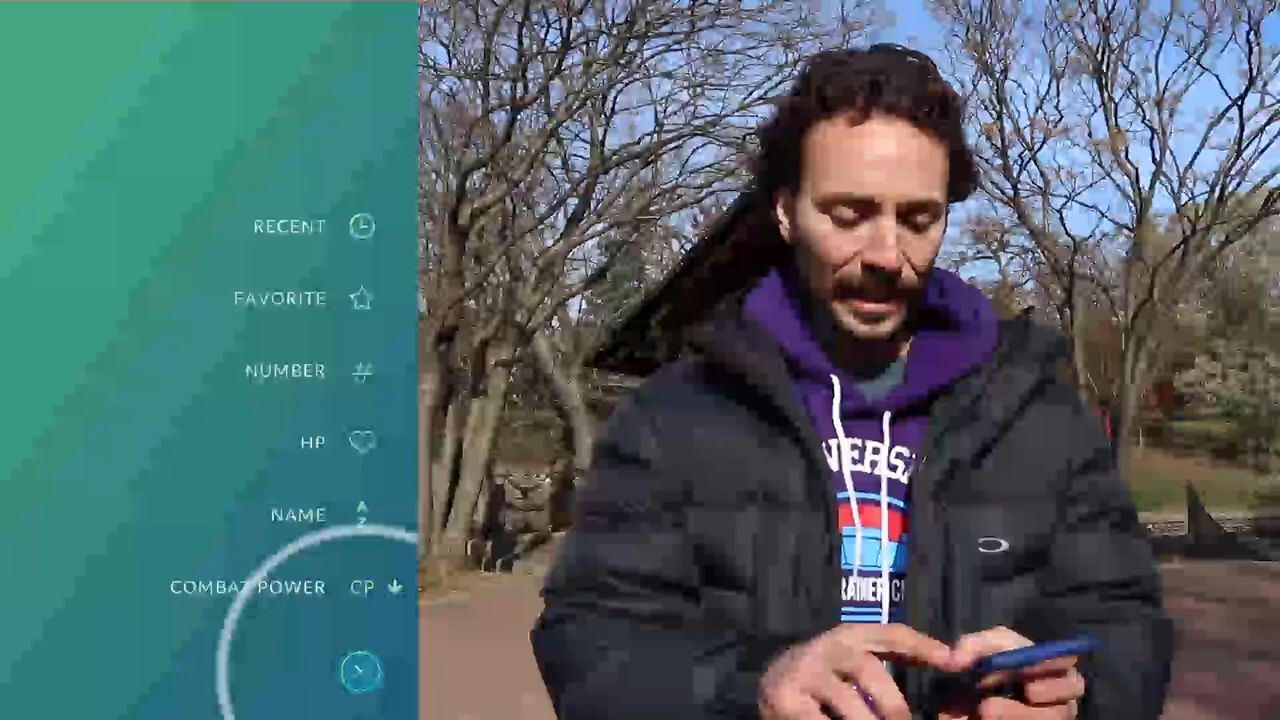 RECENT
FAVORITE
NUMBER #
HP
NAME A Z
COMBAT POWER CP